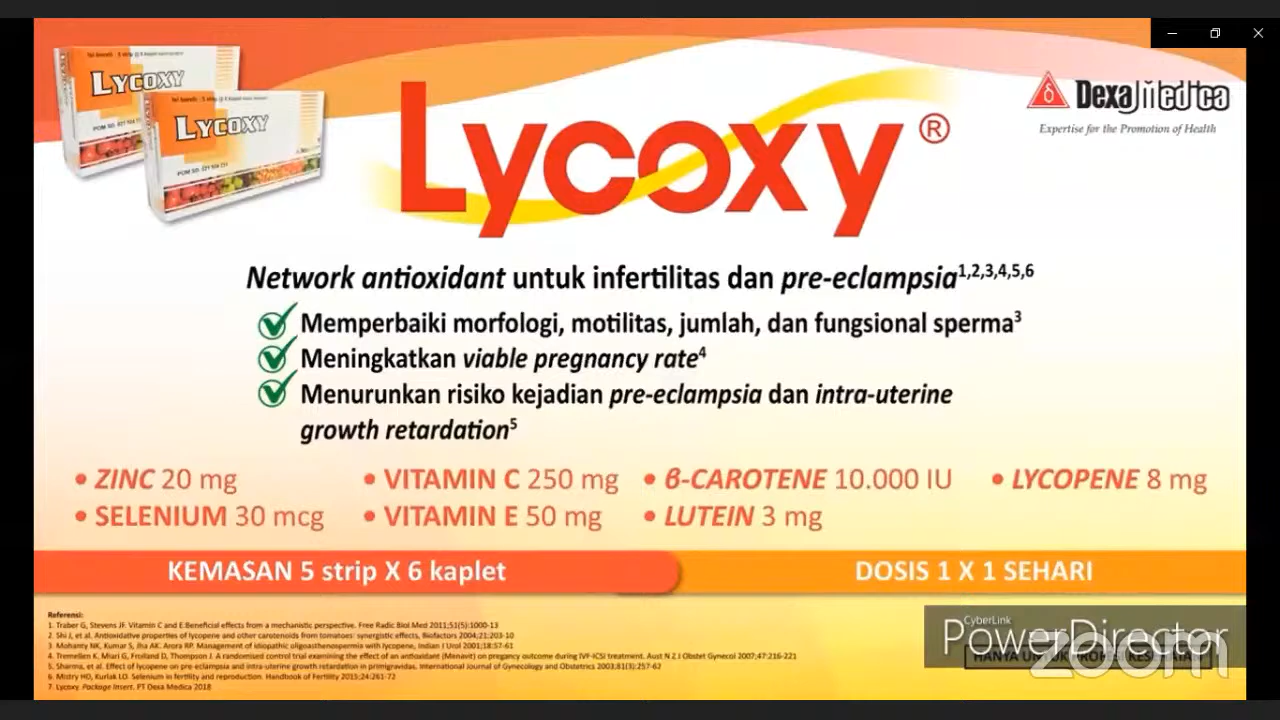 LYCOXY
LYCOXY
Lycoxy®
Dexa Medica
Expertise for the Promotion of Health
Network antioxidant untuk infertilitas dan pre-eclampsia1,2,3,4,5,6
Memperbaiki morfologi, motilitas, jumlah, dan fungsional sperma3
Meningkatkan viable pregnancy rate4
Menurunkan risiko kejadian pre-eclampsia dan intra-uterine
growth retardation5
• ZINC 20 mg • VITAMIN C 250 mg • β-CAROTENE 10.000 IU • LYCOPENE 8 mg
• SELENIUM 30 mcg • VITAMIN E 50 mg • LUTEIN 3 mg
KEMASAN 5 strip X 6 kaplet DOSIS 1 X 1 SEHARI
Referensi:
1. Traber G, Stevens JF. Vitamin C and E:Beneficial effects from a mechanistic perspective. Free Radic Biol Med 2011;51(5):1000-13
2. Shi J, et al. Antioxidative properties of lycopene and other carotenoids from tomatoes: synergistic effects, Biofactors 2004;21:203-10
3. Mohanty NK, Kumar S, Jha AK. Arora RP. Management of idiopathic oligoasthenospermia with lycopene, Indian I Urol 2001;18:57-61
4. Tremellen K, Miari G, Froiland D, Thompson J. A randomised control trial examining the effect of an antioxidant (Menavit) on pregancy outcome during IVF-ICSI treatment. Aust N Z J Obstet Gynecol 2007;47:216-221
5. Sharma, et al. Effect of lycopene on pre-eclampsia and intra-uterine growth retardation in primigravidas. International Journal of Gynecology and Obstetrics 2003;81(3):257-62
6. Mistry HD, Kurlak LO. Selenium in fertility and reproduction. Handbook of Fertility 2015;24:261-72
7. Lycoxy. Package Insert. PT Dexa Medica 2018
CyberLink
PowerDirector
HANYA UNTUK PROFESI KESEHATAN
zoom